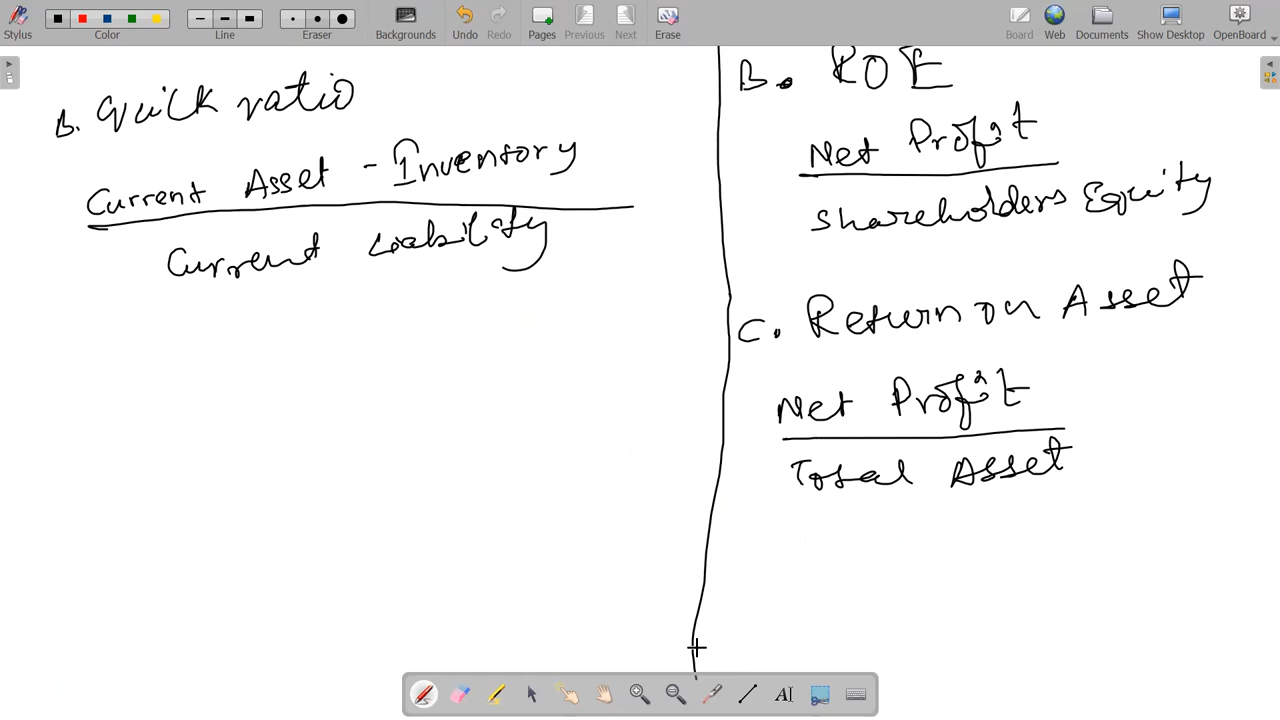 Stylus
Color
Line
Eraser
Backgrounds
Undo
Redo
Pages
Previous
Next
Erase
Board
Web
Documents
Show Desktop
OpenBoard
B. Quick ratio
Current Asset - Inventory
Current Liability
B. ROE
Net Profit
Shareholders Equity
C. Return on Asset
Net Profit
Total Asset
AI